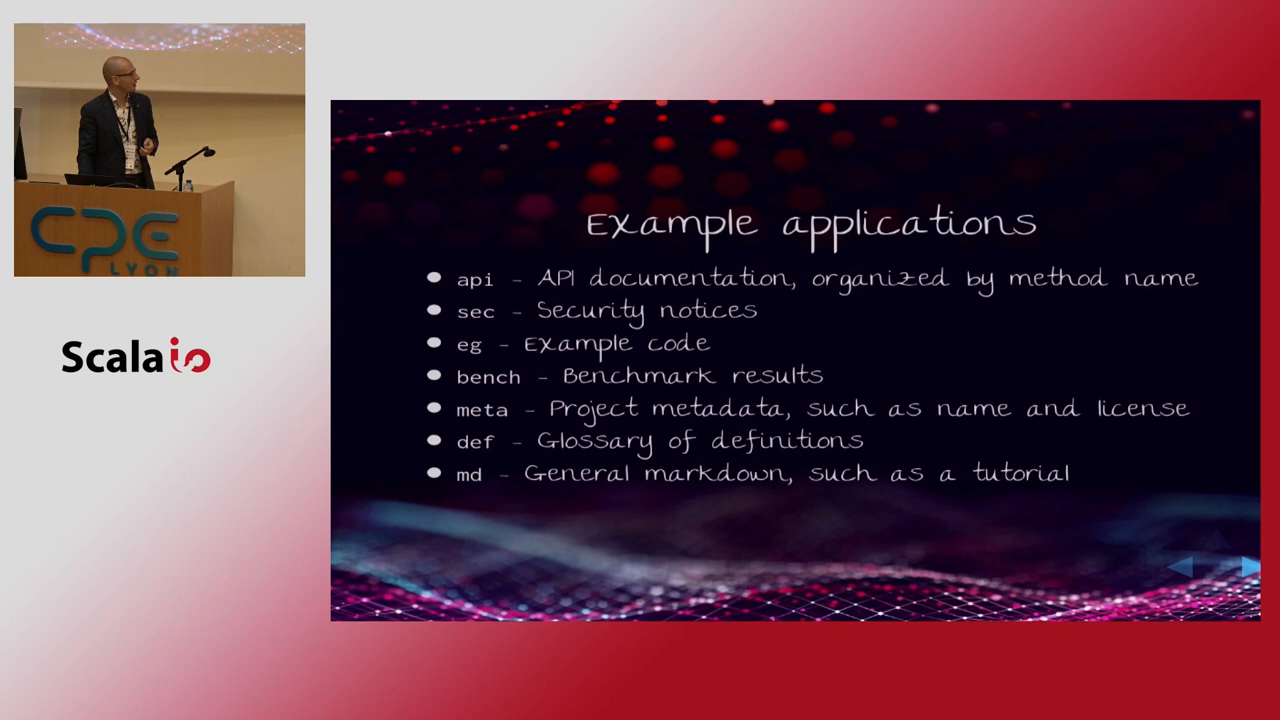 CPE
LYON
Scala io
Example applications
api - API documentation, organized by method name
sec - Security notices
eg - Example code
bench - Benchmark results
meta - Project metadata, such as name and license
def - Glossary of definitions
md - General markdown, such as a tutorial